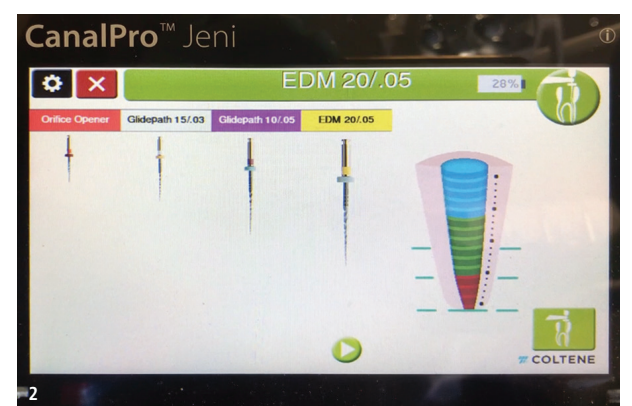 CanalPro™ Jeni
EDM 20/.05
28%
Orifice Opener
Glidepath 15/.03
Glidepath 10/.05
EDM 20/.05
COLTENE
2